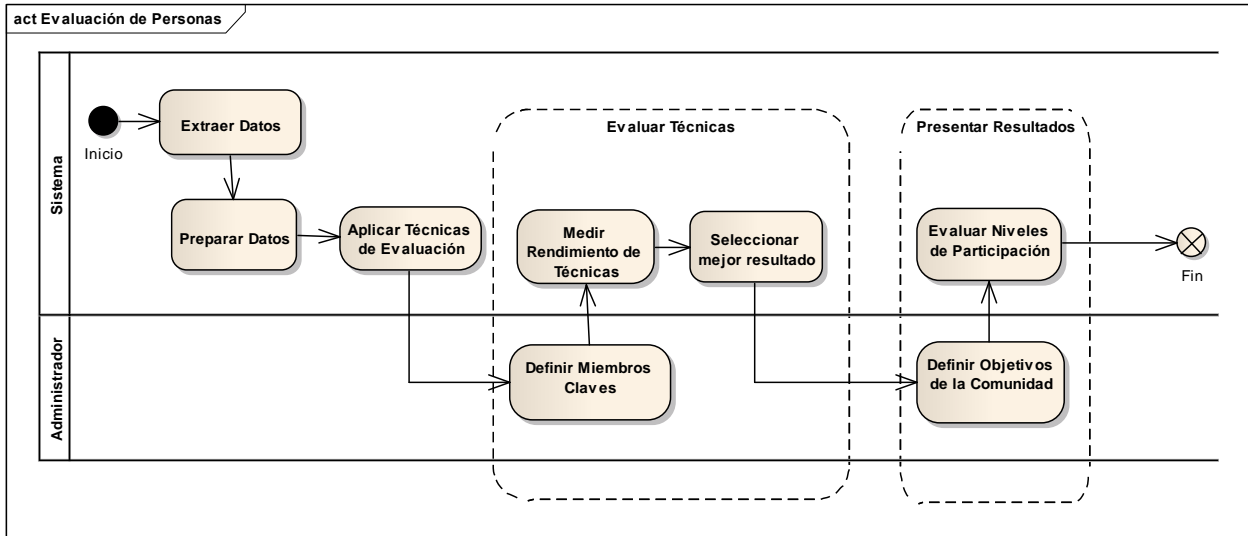 act Evaluación de Personas
Sistema
Inicio
Extraer Datos
Preparar Datos
Aplicar Técnicas
de Evaluación
Evaluar Técnicas
Medir
Rendimiento de
Técnicas
Seleccionar
mejor resultado
Presentar Resultados
Evaluar Niveles
de Participación
Fin
Administrador
Definir Miembros
Claves
Definir Objetivos
de la Comunidad